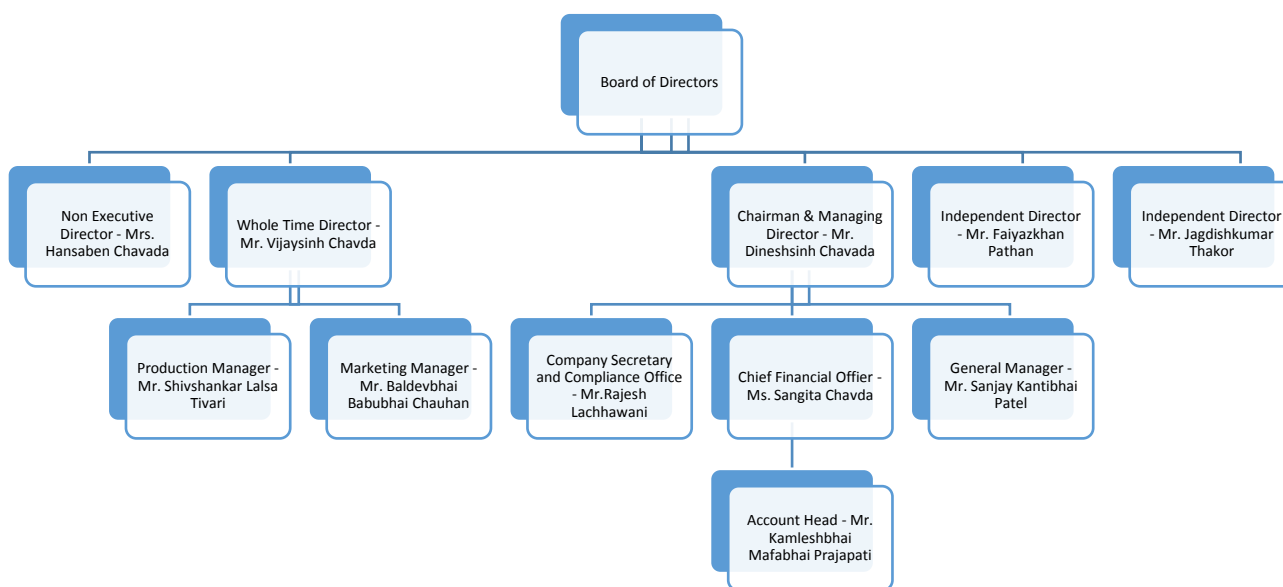 Board of Directors
Non Executive
Director - Mrs.
Hansaben Chavada
Whole Time Director -
Mr. Vijaysinh Chavda
Chairman & Managing
Director - Mr.
Dineshsinh Chavada
Independent Director
- Mr. Faiyazkhan
Pathan
Independent Director
- Mr. Jagdishkumar
Thakor
Production Manager -
Mr. Shivshankar Lalsa
Tivari
Marketing Manager -
Mr. Baldevbhai
Babubhai Chauhan
Company Secretary
and Compliance Office
- Mr.Rajesh
Lachhawani
Chief Financial Offier -
Ms. Sangita Chavda
General Manager -
Mr. Sanjay Kantibhai
Patel
Account Head - Mr.
Kamleshbhai
Mafabhai Prajapati